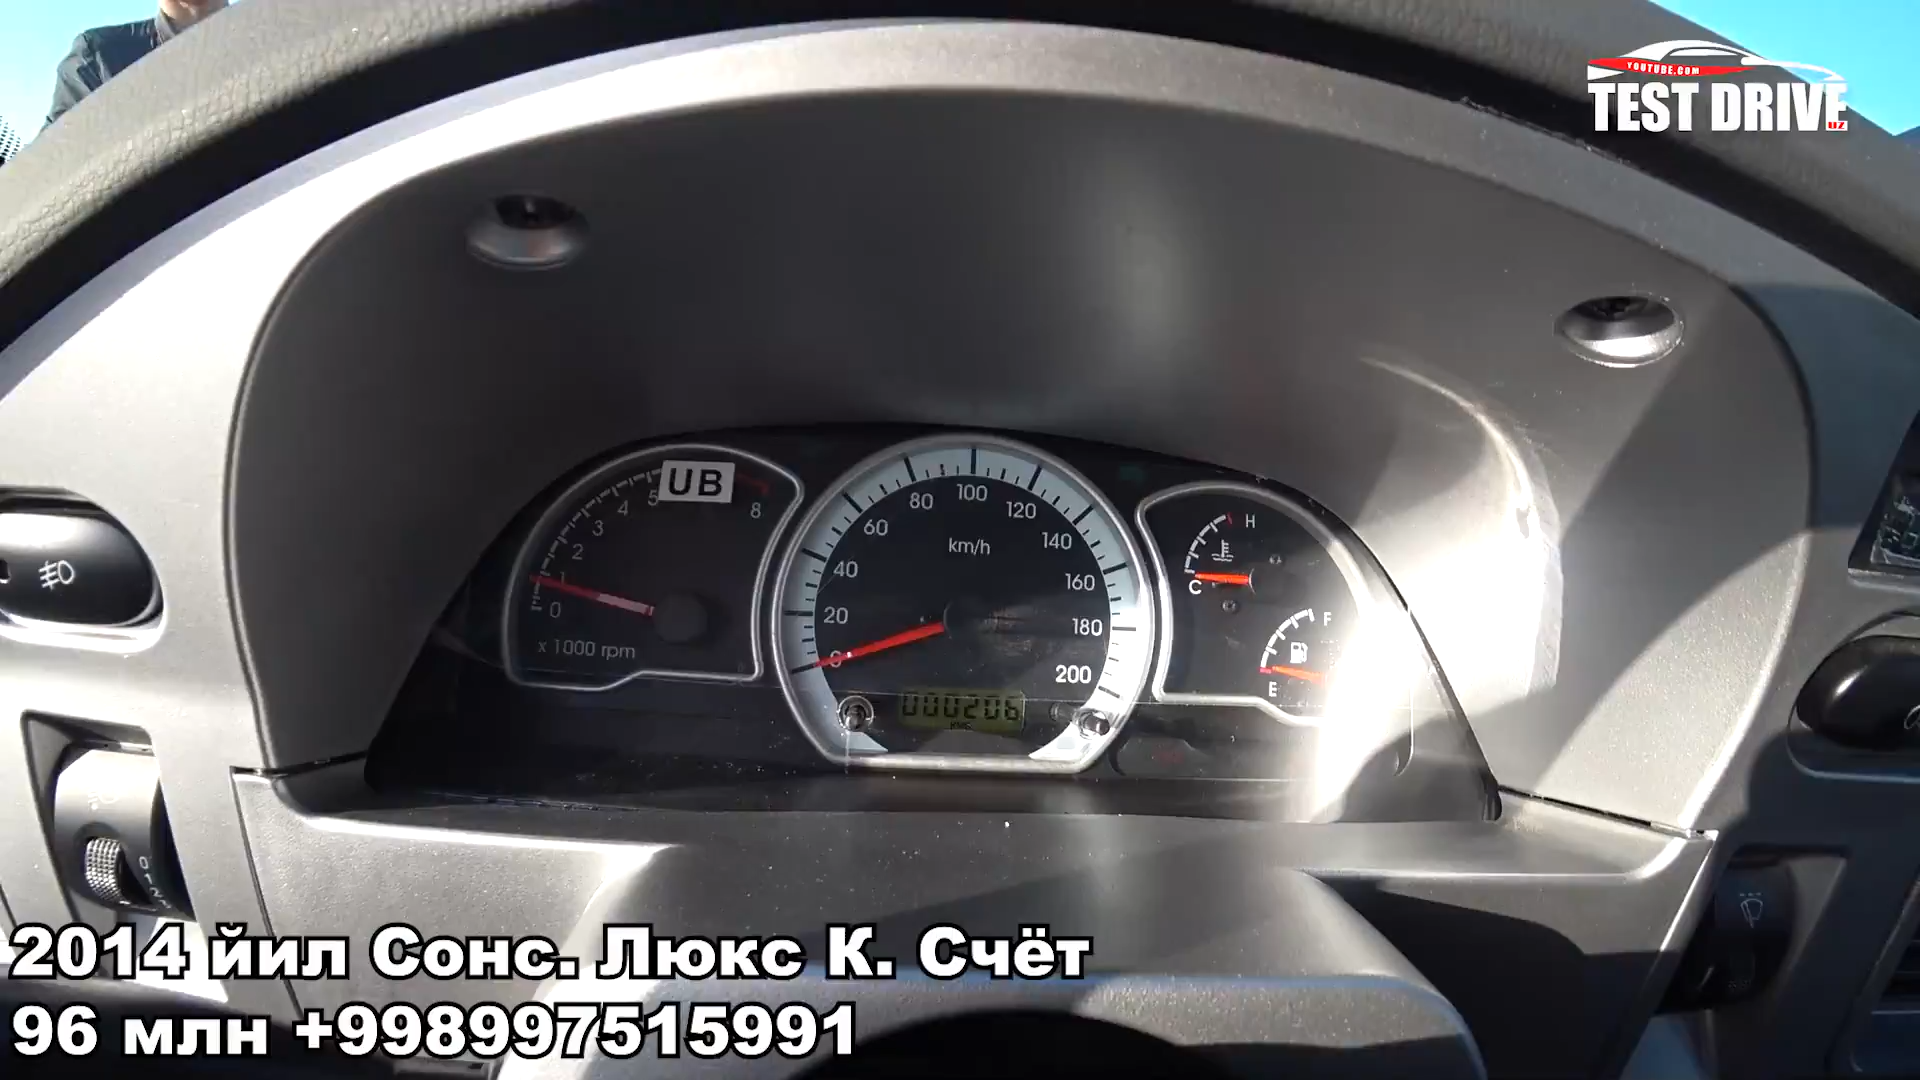 YOUTUBE.COM
TEST DRIVE
UZ
UB
0 1 2 3 4 5 8
x 1000 rpm
0 20 40 60 80 100 120 140 160 180 200
km/h
000206
H
C
F
E
2014 йил Сонс. Люкс К. Счёт
96 млн +998997515991